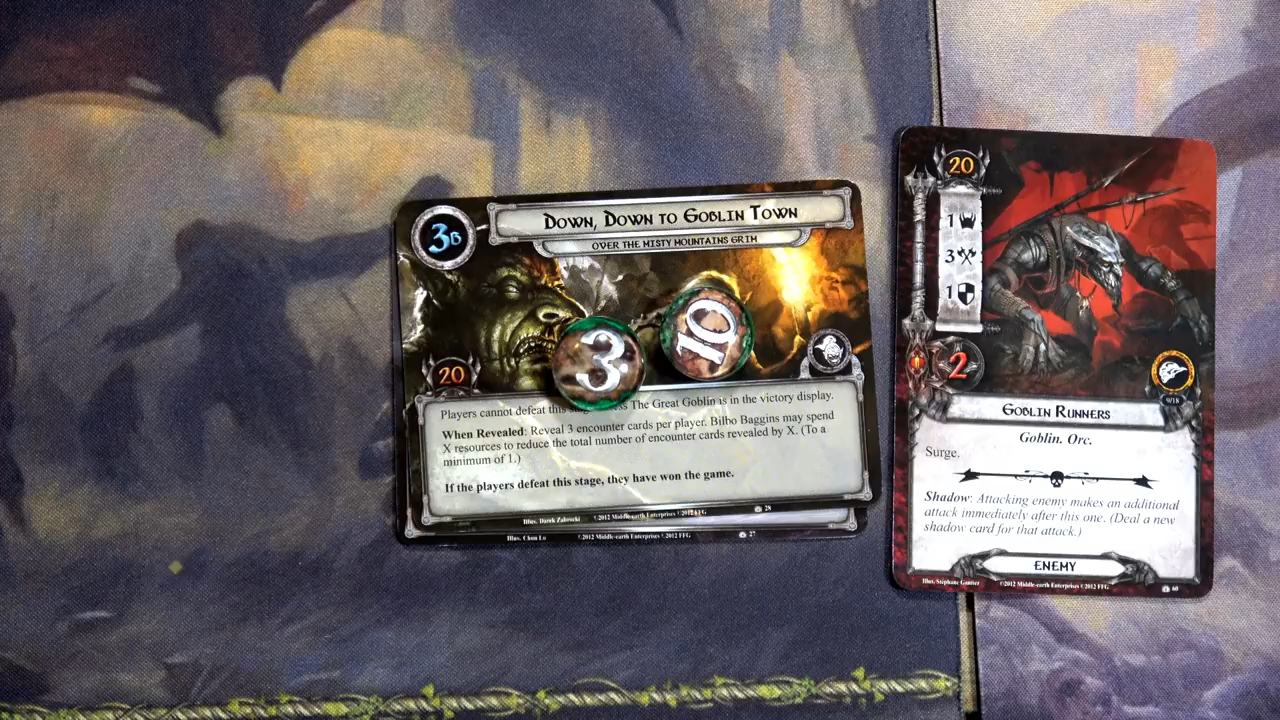 3B
DOWN, DOWN TO GOBLIN TOWN
OVER THE MISTY MOUNTAINS GRIM
3
10
20
Players cannot defeat this The Great Goblin is in the victory display.
When Revealed: Reveal 3 encounter cards per player. Bilbo Baggins may spend
X resources to reduce the total number of encounter cards revealed by X. (To a
minimum of 1.)
If the players defeat this stage, they have won the game.
Illus. Darek Zabrocki ©2012 Middle-earth Enterprises ©2012 FFG 28
Illus. Chun Lo ©2012 Middle-earth Enterprises ©2012 FFG 27
20
1
3
1
2
9/18
GOBLIN RUNNERS
Goblin. Orc.
Surge.
Shadow: Attacking enemy makes an additional
attack immediately after this one. (Deal a new
shadow card for that attack.)
ENEMY
Illus. Stéphane Gantiez ©2012 Middle-earth Enterprises ©2012 FFG 60